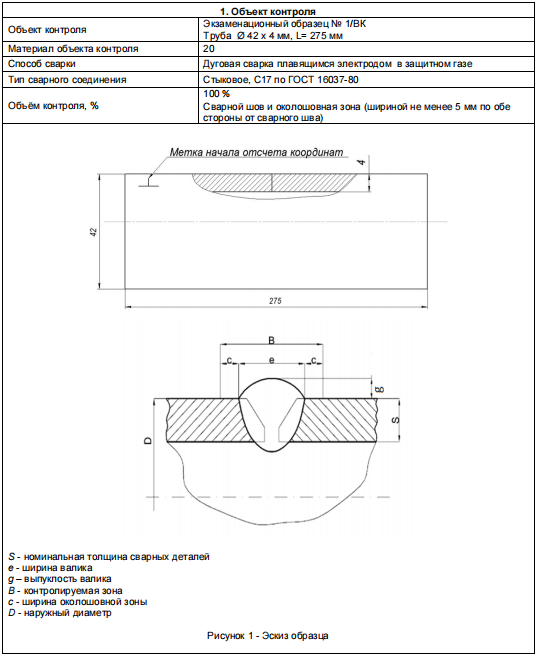 1. Объект контроля
Объект контроля
Экзаменационный образец № 1/ВК
Труба Ø 42 х 4 мм, L= 275 мм
Материал объекта контроля
20
Способ сварки
Дуговая сварка плавящимся электродом в защитном газе
Тип сварного соединения
Стыковое, С17 по ГОСТ 16037-80
Объём контроля, %
100 %
Сварной шов и околошовная зона (шириной не менее 5 мм по обе
стороны от сварного шва)
Метка начала отсчета координат
4
42
275
B
c
e
c
g
S
D
S - номинальная толщина сварных деталей
e - ширина валика
g – выпуклость валика
B - контролируемая зона
c - ширина околошовной зоны
D - наружный диаметр
Рисунок 1 - Эскиз образца